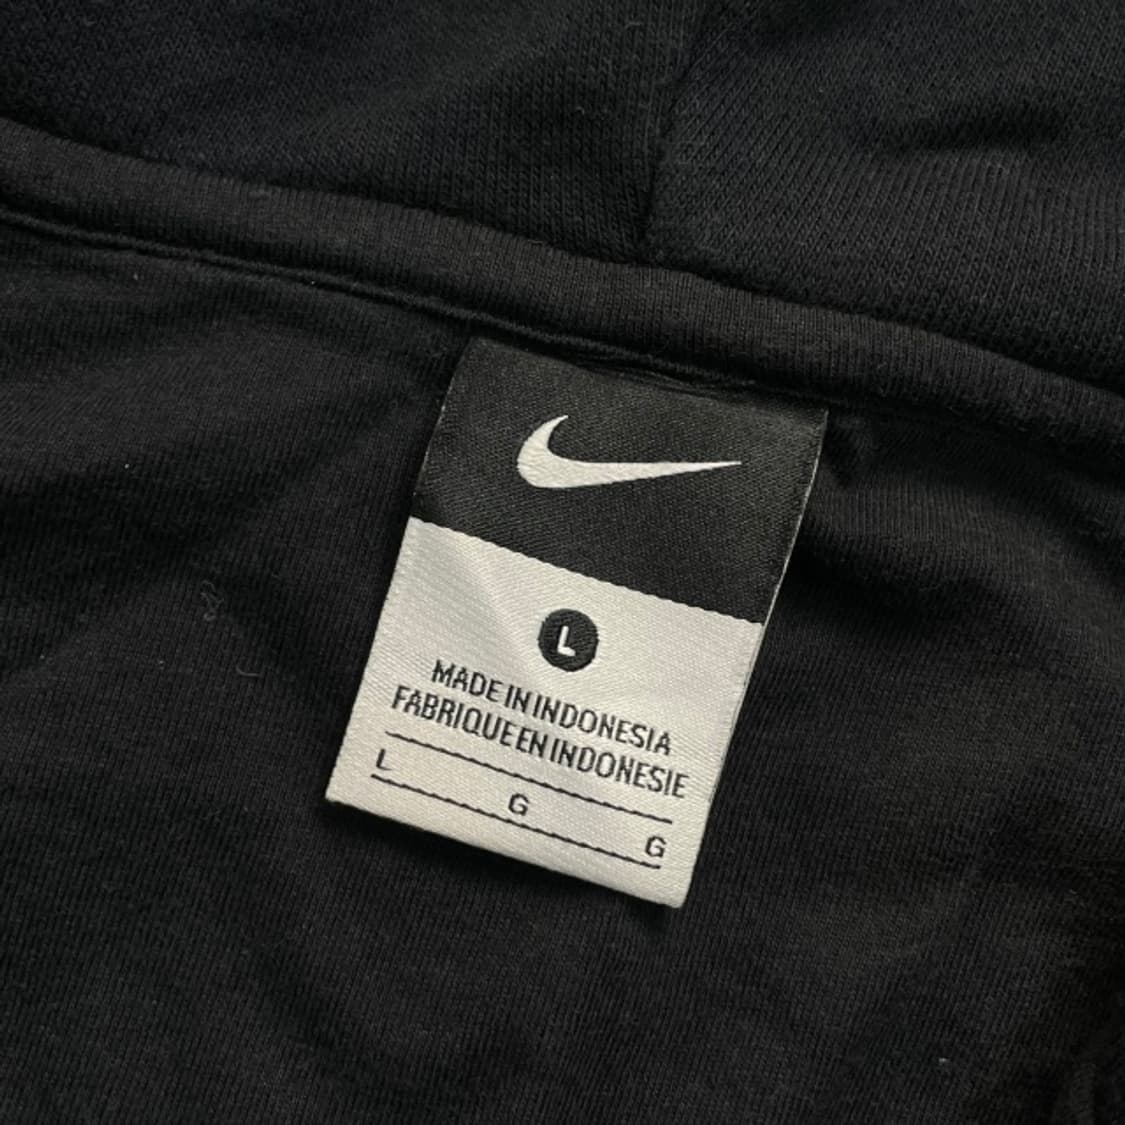 L
MADE IN INDONESIA
FABRIQUE EN INDONESIE
L G G